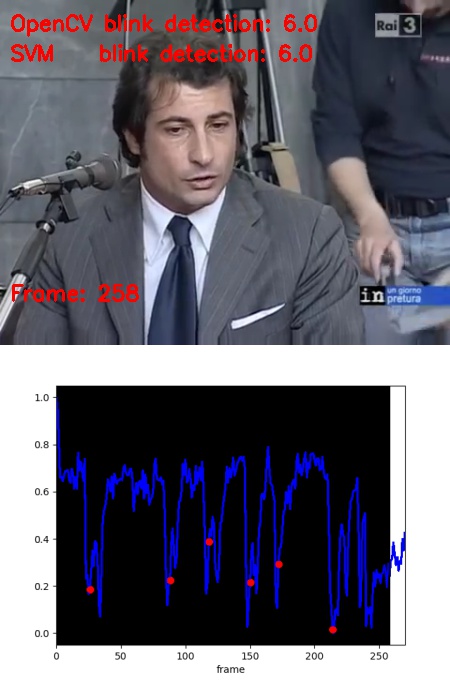 OpenCV blink detection: 6.0
SVM blink detection: 6.0
Rai 3
Frame: 258
in un giorno
pretura
1.0
0.8
0.6
0.4
0.2
0.0
0 50 100 150 200 250
frame